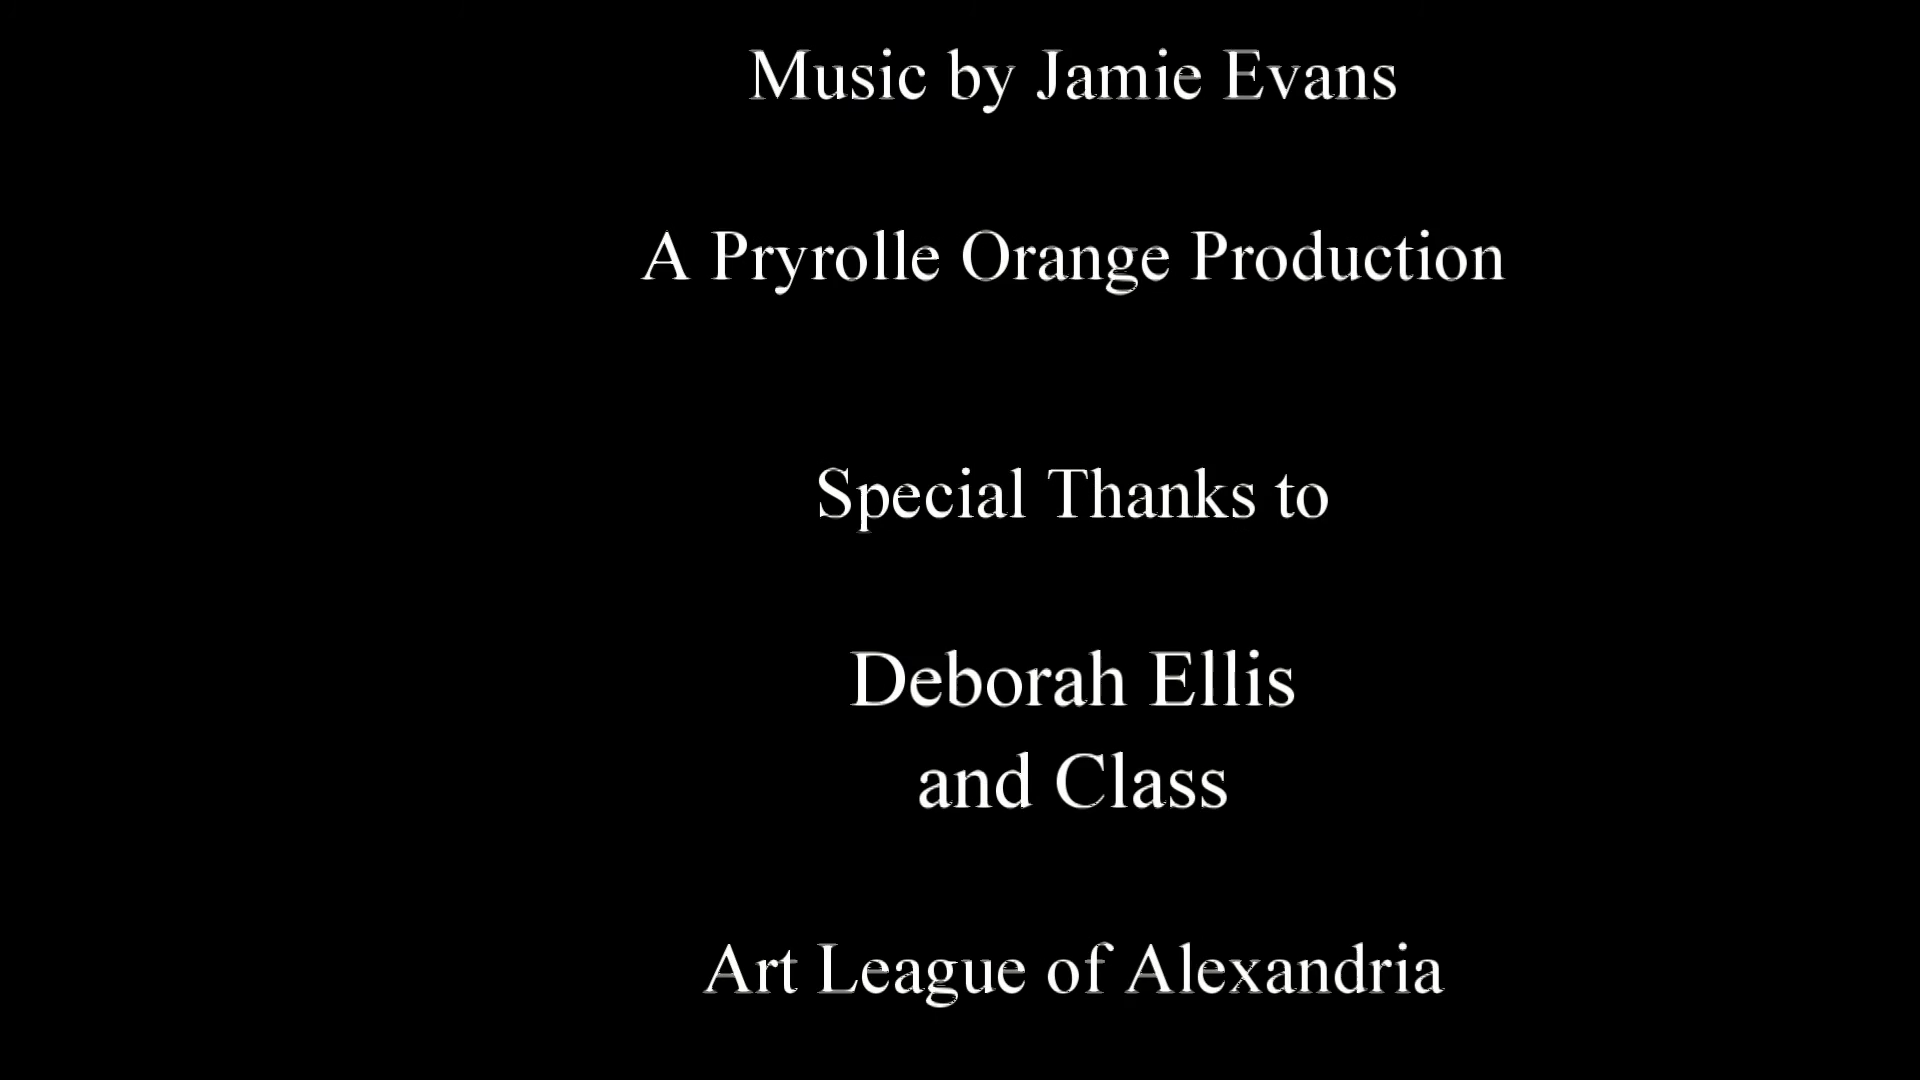 Music by Jamie Evans
A Pryrolle Orange Production
Special Thanks to
Deborah Ellis
and Class
Art League of Alexandria